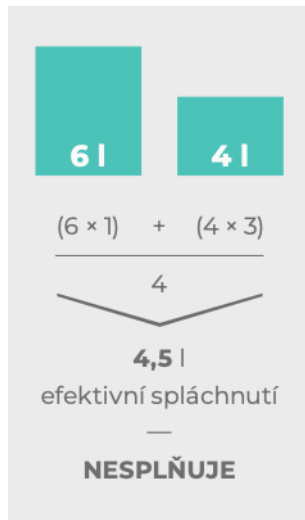 6 l 4 l
(6 × 1) + (4 × 3)
4
4,5 l
efektivní spláchnutí
—
NESPLŇUJE